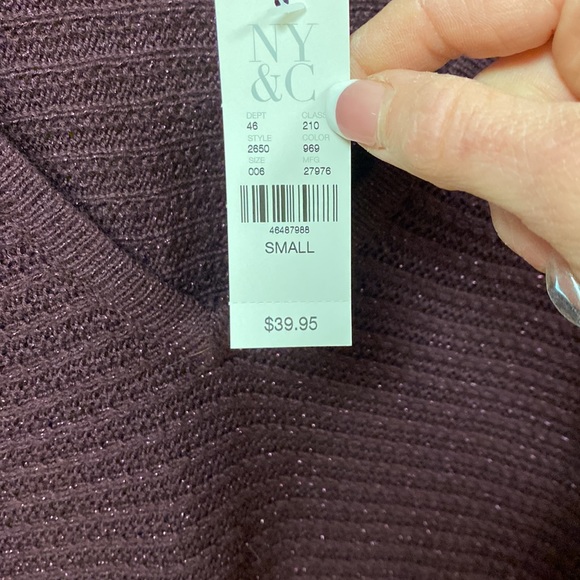 NY
&C
DEPT CLASS
46 210
STYLE COLOR
2650 969
SIZE MFG
006 27976
46487988
SMALL
$39.95